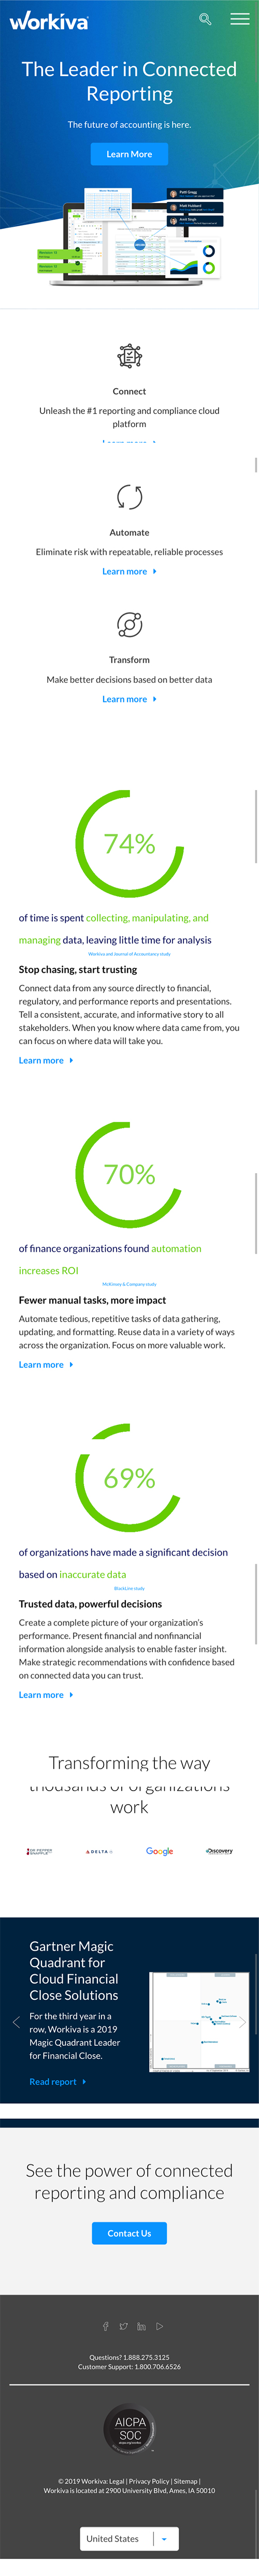 workiva
The Leader in Connected
Reporting
The future of accounting is here.
Learn More
Connect
Unleash the #1 reporting and compliance cloud
platform
Automate
Eliminate risk with repeatable, reliable processes
Learn more
Transform
Make better decisions based on better data
Learn more
74%
of time is spent collecting, manipulating, and
managing data, leaving little time for analysis
Workiva and Journal of Accountancy study
Stop chasing, start trusting
Connect data from any source directly to financial,
regulatory, and performance reports and presentations.
Tell a consistent, accurate, and informative story to all
stakeholders. When you know where data came from, you
can focus on where data will take you.
Learn more
70%
of finance organizations found automation
increases ROI
McKinsey & Company study
Fewer manual tasks, more impact
Automate tedious, repetitive tasks of data gathering,
updating, and formatting. Reuse data in a variety of ways
across the organization. Focus on more valuable work.
Learn more
69%
of organizations have made a significant decision
based on inaccurate data
BlackLine study
Trusted data, powerful decisions
Create a complete picture of your organization's
performance. Present financial and nonfinancial
information alongside analysis to enable faster insight.
Make strategic recommendations with confidence based
on connected data you can trust.
Learn more
Transforming the way
thousands of organizations
work
DR PEPPER SNAPPLE DELTA Google Discovery
Gartner Magic
Quadrant for
Cloud Financial
Close Solutions
For the third year in a
row, Workiva is a 2019
Magic Quadrant Leader
for Financial Close.
Read report
See the power of connected
reporting and compliance
Contact Us
Questions? 1.888.275.3125
Customer Support: 1.800.706.6526
AICPA
SOC
© 2019 Workiva: Legal | Privacy Policy | Sitemap |
Workiva is located at 2900 University Blvd, Ames, IA 50010
United States